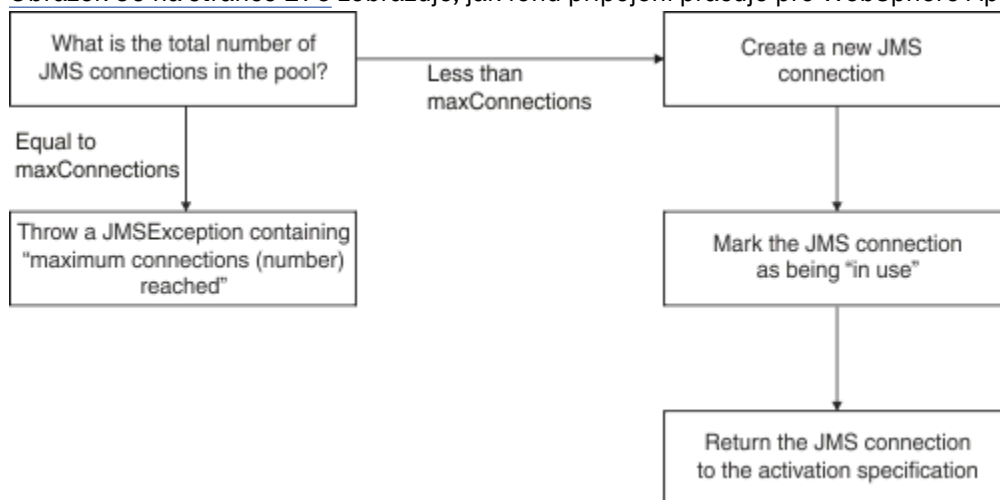 What is the total number of
JMS connections in the pool?
Less than
maxConnections
Create a new JMS
connection
Equal to
maxConnections
Throw a JMSException containing
“maximum connections (number)
reached”
Mark the JMS connection
as being “in use”
Return the JMS connection
to the activation specification